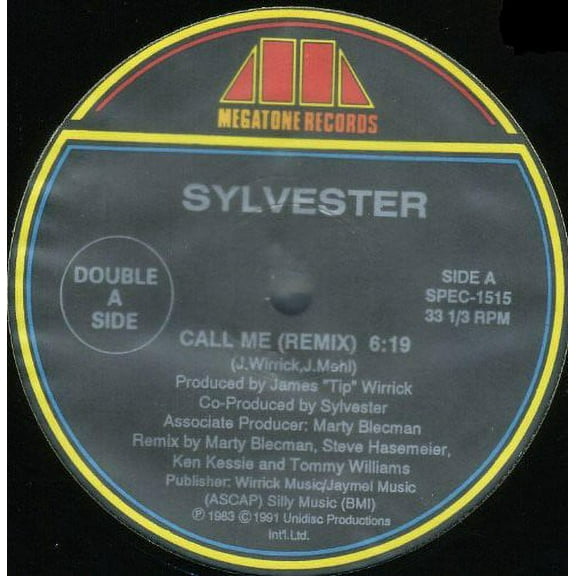 MEGATONE RECORDS
SYLVESTER
DOUBLE
A
SIDE
SIDE A
SPEC-1515
33 1/3 RPM
CALL ME (REMIX) 6:19
(J.Wirrick,J.Mehl)
Produced by James "Tip" Wirrick
Co-Produced by Sylvester
Associate Producer: Marty Blecman
Remix by Marty Blecman, Steve Hasemeier,
Ken Kessie and Tommy Williams
Publisher: Wirrick Music/Jaymel Music
(ASCAP) Silly Music (BMI)
℗ 1983 © 1991 Unidisc Productions
Int'l.Ltd.